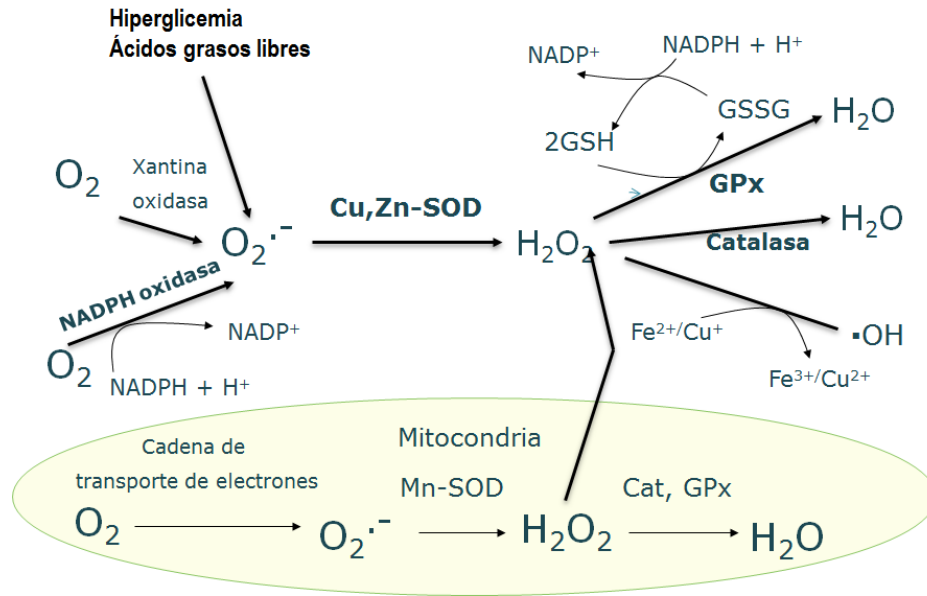 Hiperglicemia
Ácidos grasos libres
NADP⁺
NADPH + H⁺
GSSG
H₂O
2GSH
GPx
O₂
Xantina
oxidasa
Cu,Zn-SOD
O₂·⁻
H₂O₂
Catalasa
H₂O
NADPH oxidasa
NADP⁺
O₂
NADPH + H⁺
Fe²⁺/Cu⁺
·OH
Fe³⁺/Cu²⁺
Cadena de
transporte de electrones
Mitocondria
Mn-SOD
Cat, GPx
O₂
O₂·⁻
H₂O₂
H₂O